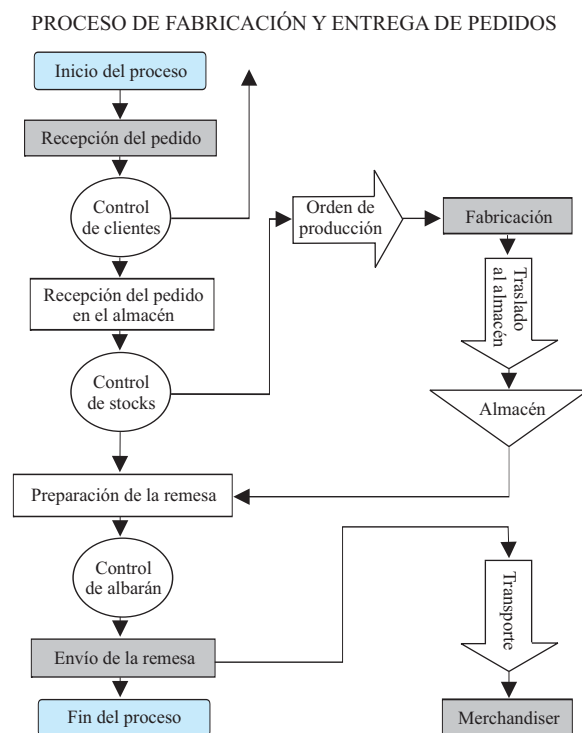 PROCESO DE FABRICACIÓN Y ENTREGA DE PEDIDOS
Inicio del proceso
Recepción del pedido
Control
de clientes
Recepción del pedido
en el almacén
Control
de stocks
Orden de
producción
Fabricación
Traslado
al almacén
Almacén
Preparación de la remesa
Control
de albarán
Envío de la remesa
Fin del proceso
Transporte
Merchandiser